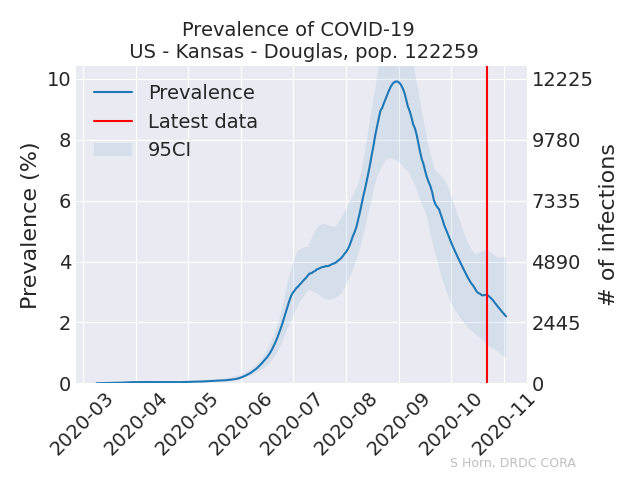 Prevalence of COVID-19
US - Kansas - Douglas, pop. 122259
Prevalence
Latest data
95CI
Prevalence (%)
10
8
6
4
2
0
12225
9780
7335
4890
2445
0
# of infections
2020-03
2020-04
2020-05
2020-06
2020-07
2020-08
2020-09
2020-10
2020-11
S Horn, DRDC CORA